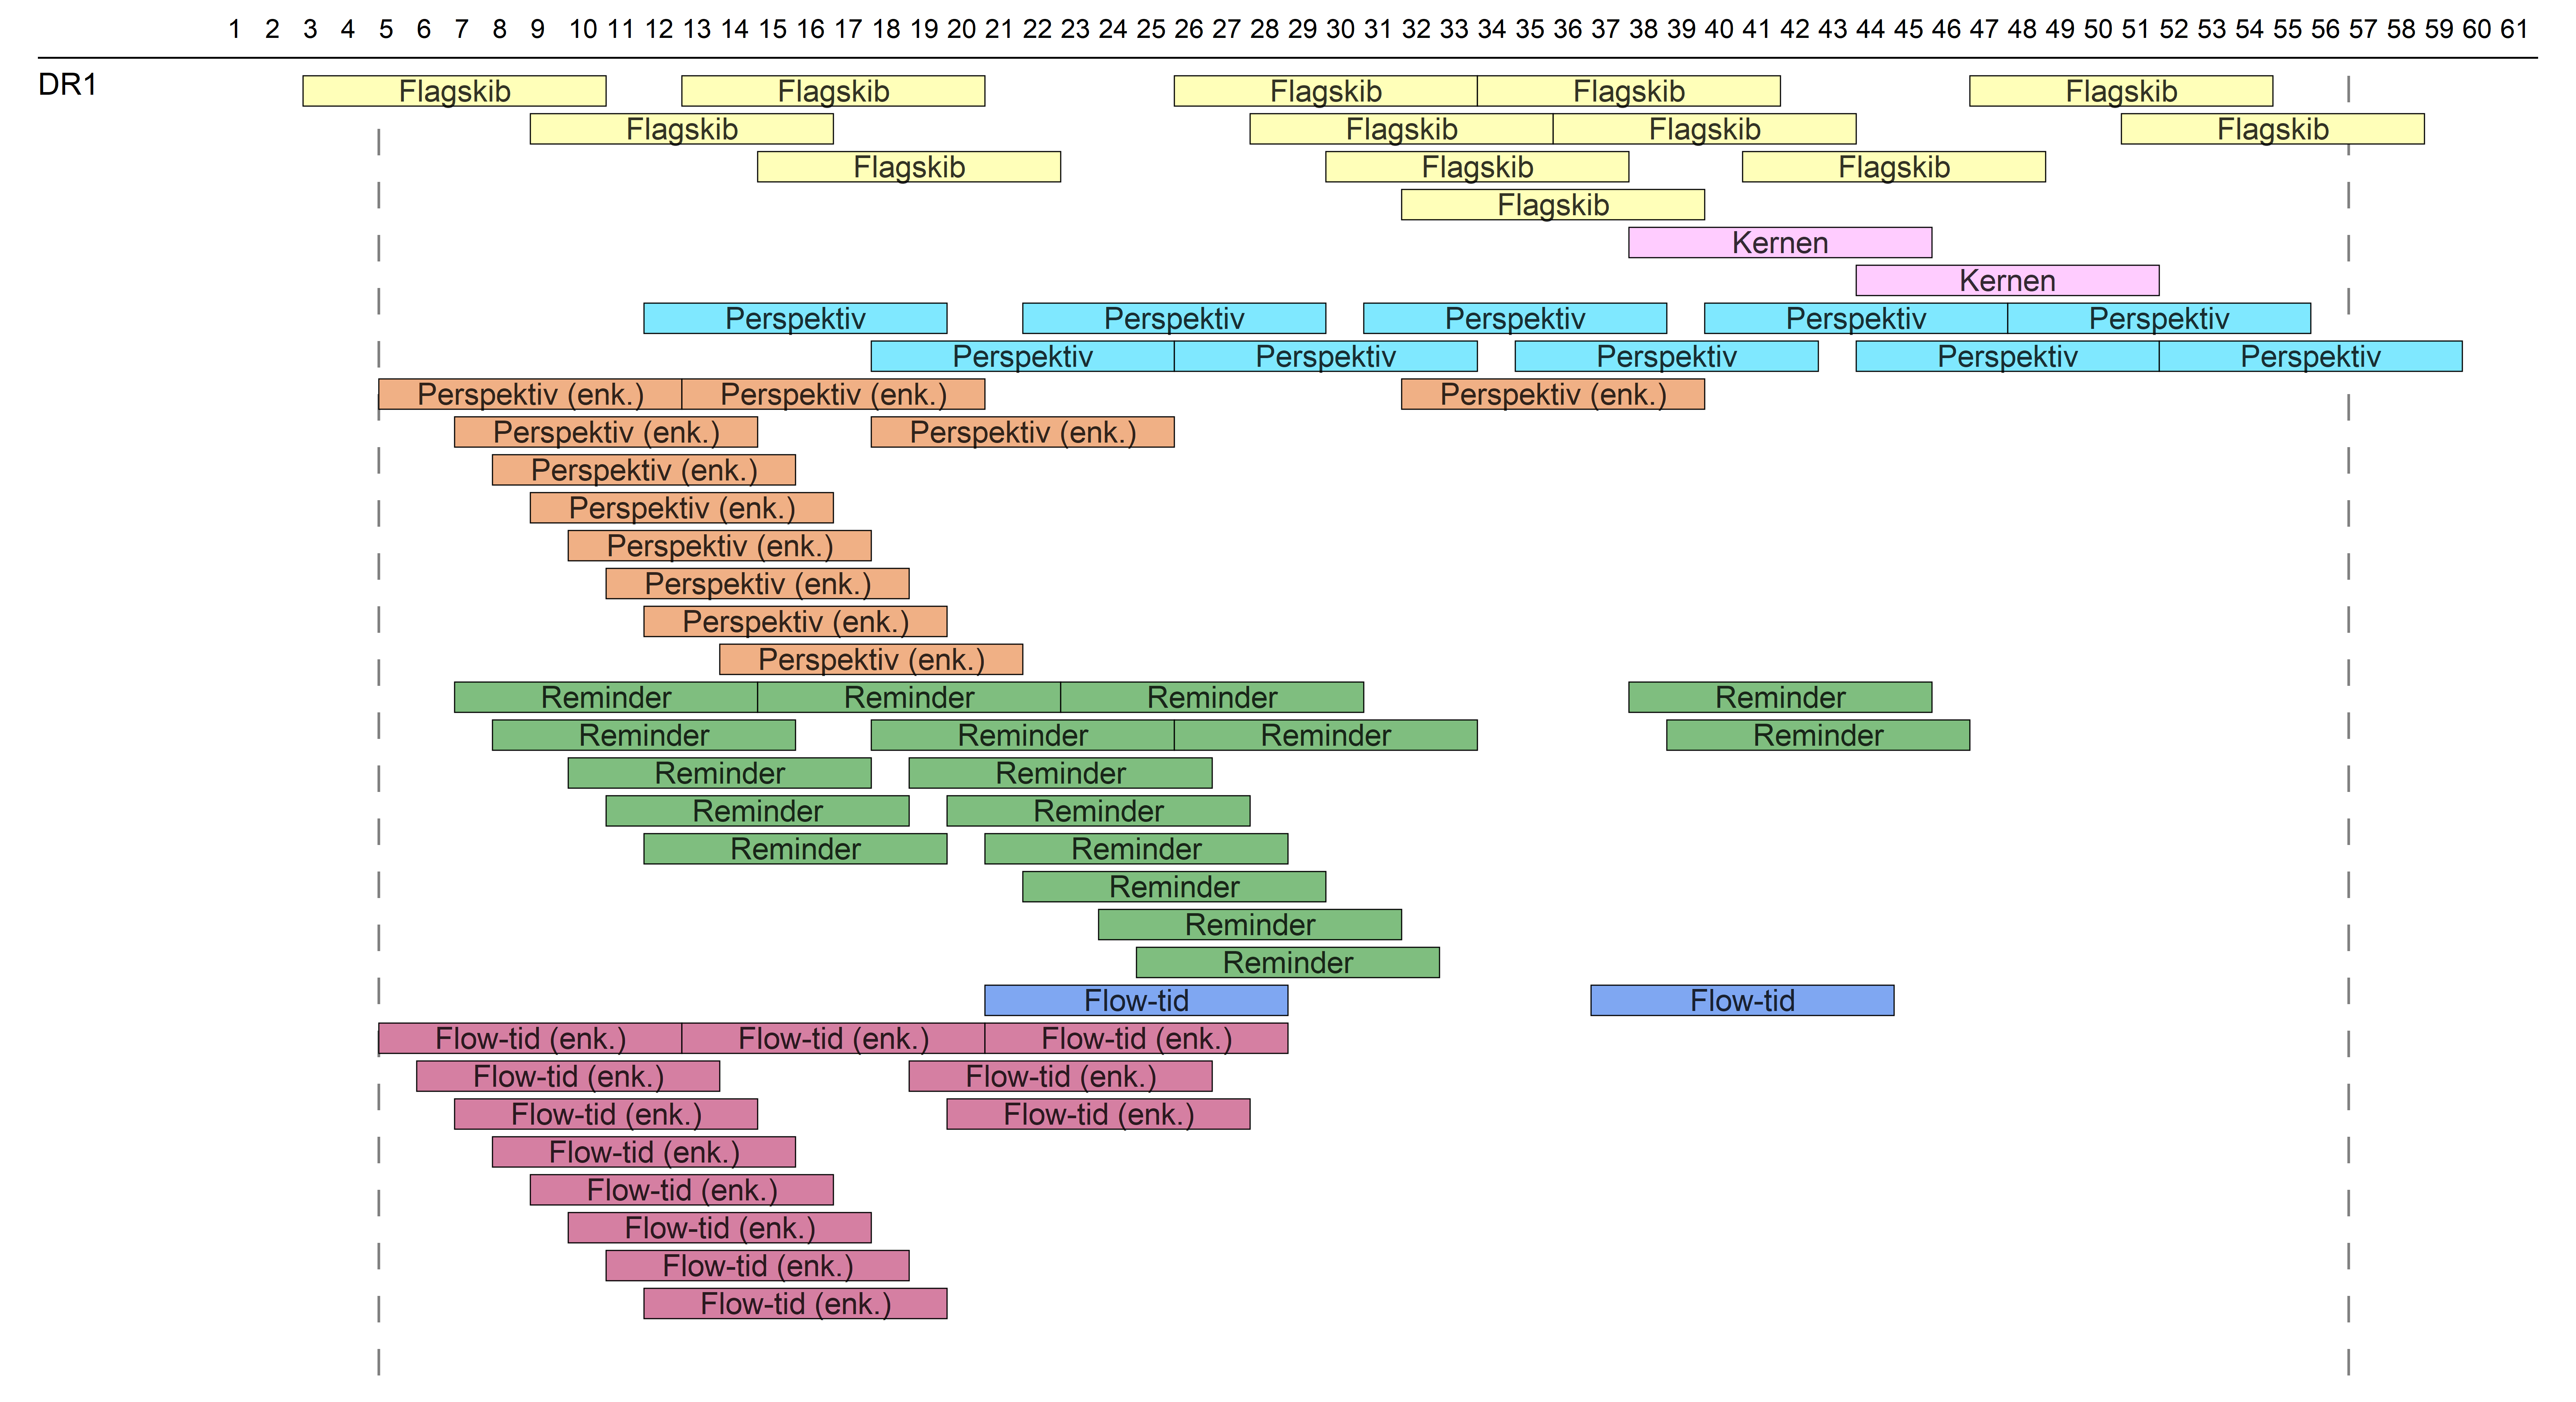 1 2 3 4 5 6 7 8 9 10 11 12 13 14 15 16 17 18 19 20 21 22 23 24 25 26 27 28 29 30 31 32 33 34 35 36 37 38 39 40 41 42 43 44 45 46 47 48 49 50 51 52 53 54 55 56 57 58 59 60 61
DR1 Flagskib Flagskib Flagskib Flagskib Flagskib
Flagskib Flagskib Flagskib Flagskib
Flagskib Flagskib Flagskib
Flagskib
Kernen
Kernen
Perspektiv Perspektiv Perspektiv Perspektiv Perspektiv
Perspektiv Perspektiv Perspektiv Perspektiv Perspektiv
Perspektiv (enk.) Perspektiv (enk.) Perspektiv (enk.)
Perspektiv (enk.) Perspektiv (enk.)
Perspektiv (enk.)
Perspektiv (enk.)
Perspektiv (enk.)
Perspektiv (enk.)
Perspektiv (enk.)
Perspektiv (enk.)
Reminder Reminder Reminder Reminder
Reminder Reminder Reminder Reminder
Reminder Reminder
Reminder Reminder
Reminder Reminder
Reminder
Reminder
Reminder
Flow-tid Flow-tid
Flow-tid (enk.) Flow-tid (enk.) Flow-tid (enk.)
Flow-tid (enk.) Flow-tid (enk.)
Flow-tid (enk.) Flow-tid (enk.)
Flow-tid (enk.)
Flow-tid (enk.)
Flow-tid (enk.)
Flow-tid (enk.)
Flow-tid (enk.)